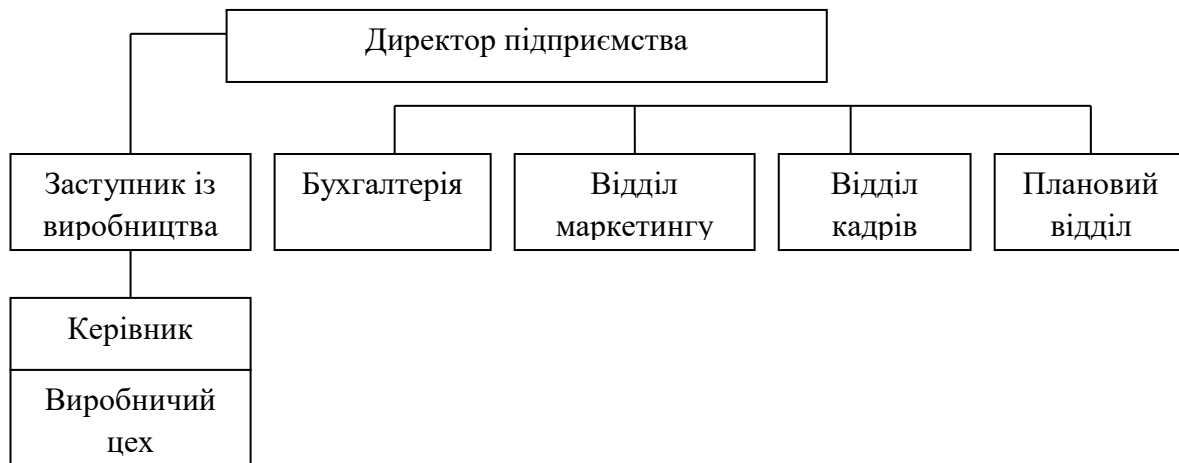 Директор підприємства
Заступник із
виробництва
Бухгалтерія
Відділ
маркетингу
Відділ
кадрів
Плановий
відділ
Керівник
Виробничий
цех